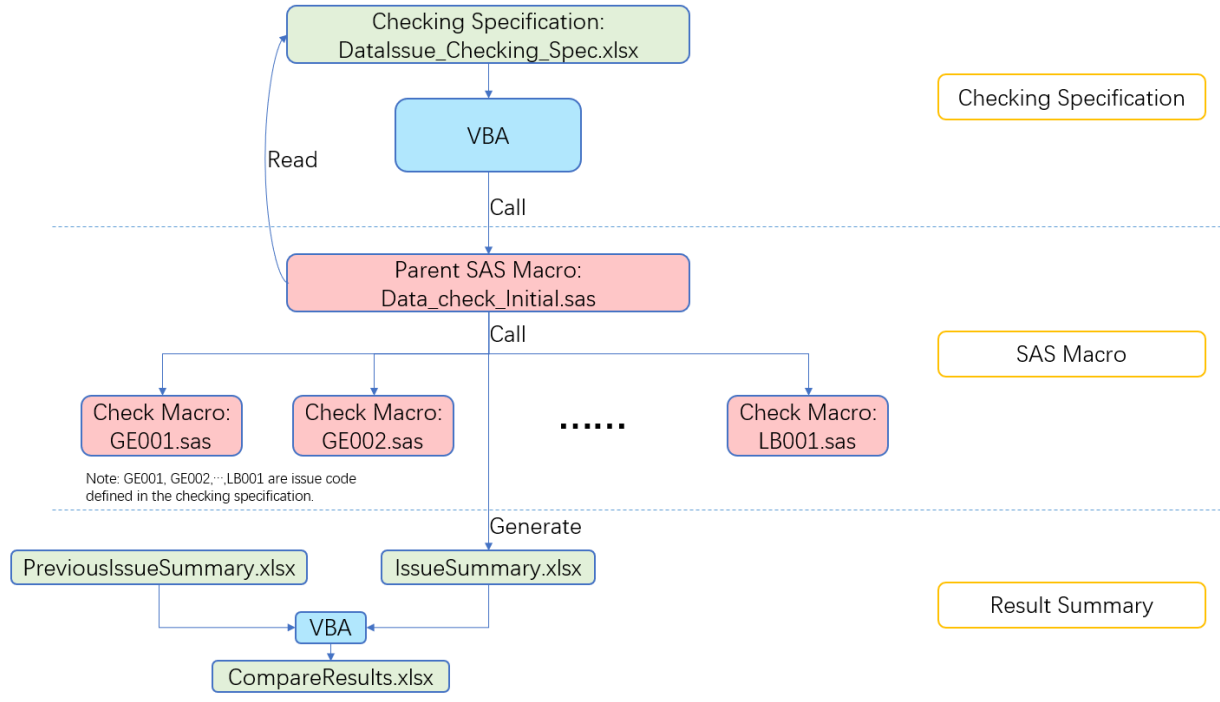 Checking Specification:
DataIssue_Checking_Spec.xlsx
Checking Specification
VBA
Read
Call
Parent SAS Macro:
Data_check_Initial.sas
Call
SAS Macro
Check Macro:
GE001.sas
Check Macro:
GE002.sas
......
Check Macro:
LB001.sas
Note: GE001, GE002,···,LB001 are issue code
defined in the checking specification.
Generate
PreviousIssueSummary.xlsx
IssueSummary.xlsx
Result Summary
VBA
CompareResults.xlsx